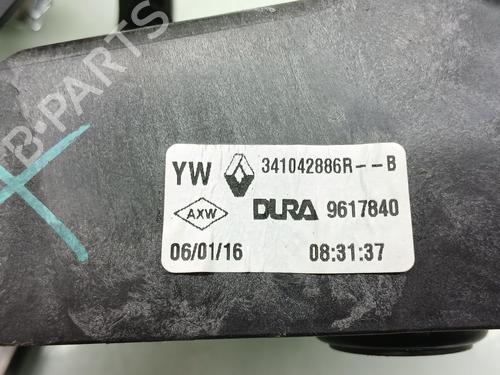 B-PARTS
YW 341042886R--B
AXW DURA 9617840
06/01/16 08:31:37